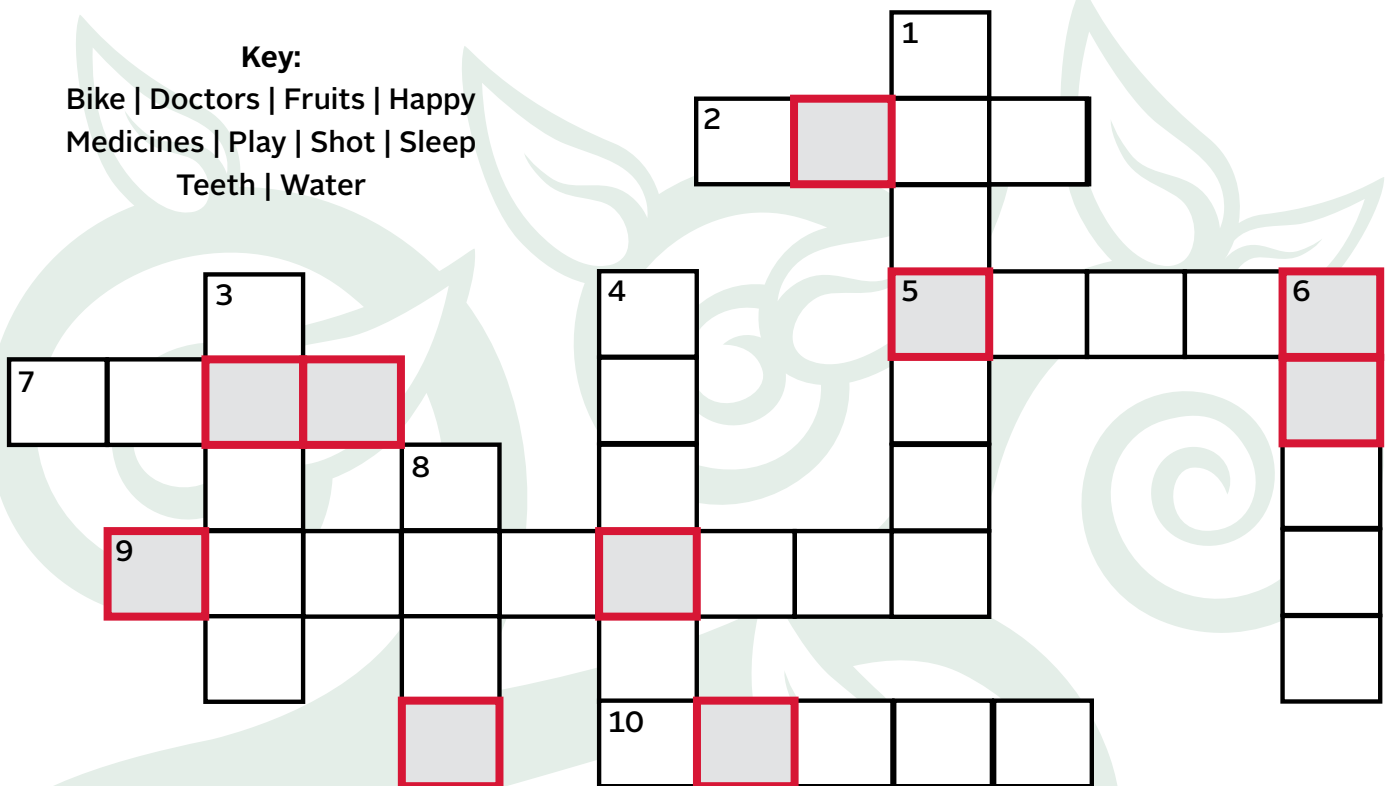 Key:
Bike | Doctors | Fruits | Happy
Medicines | Play | Shot | Sleep
Teeth | Water
1
2
3
4
5
6
7
8
9
10